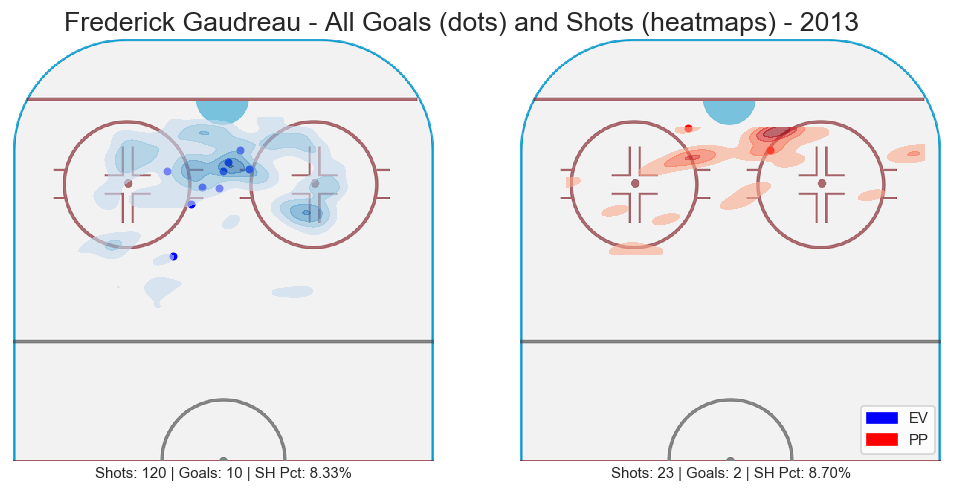 Frederick Gaudreau - All Goals (dots) and Shots (heatmaps) - 2013
EV
PP
Shots: 120 | Goals: 10 | SH Pct: 8.33%
Shots: 23 | Goals: 2 | SH Pct: 8.70%